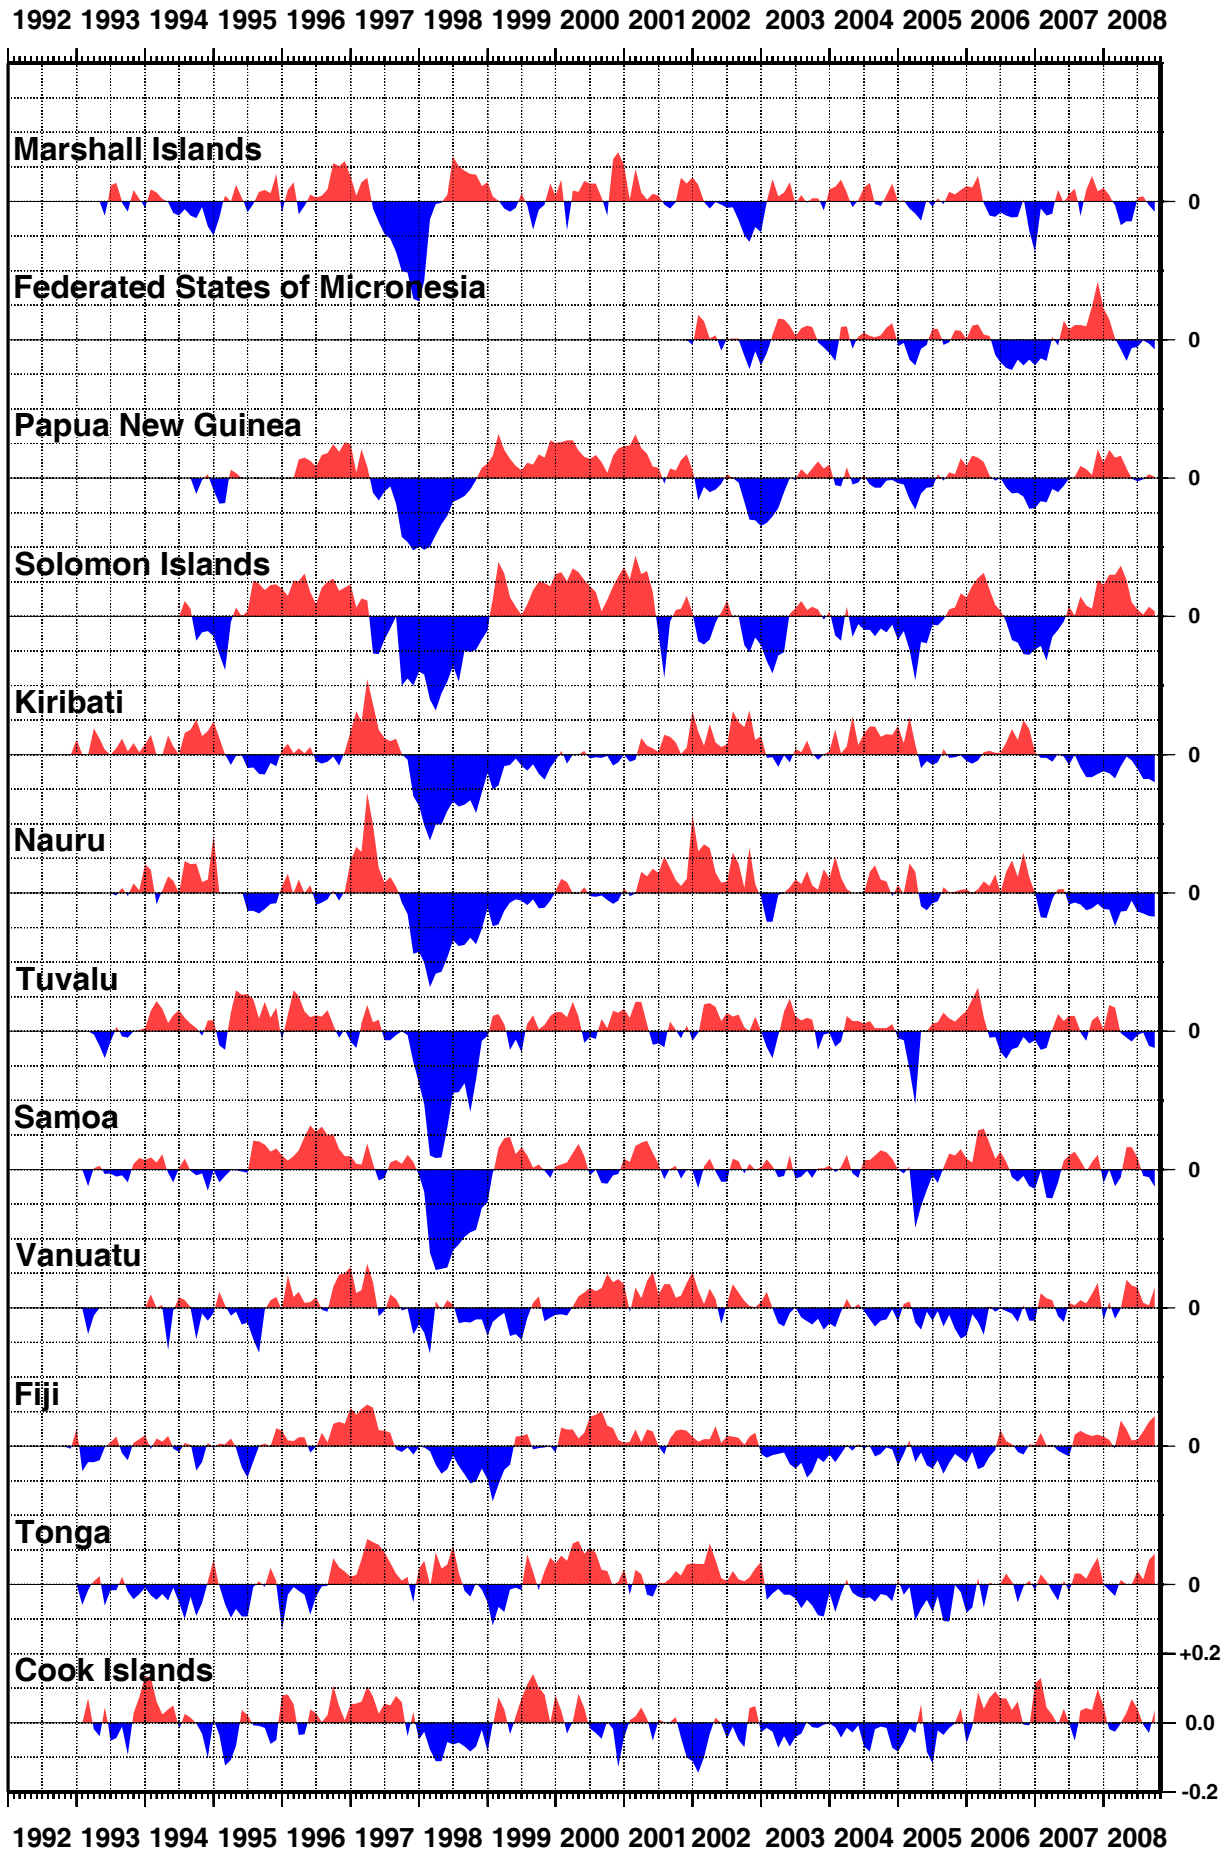 1992 1993 1994 1995 1996 1997 1998 1999 2000 2001 2002 2003 2004 2005 2006 2007 2008
Marshall Islands
0
Federated States of Micronesia
0
Papua New Guinea
0
Solomon Islands
0
Kiribati
0
Nauru
0
Tuvalu
0
Samoa
0
Vanuatu
0
Fiji
0
Tonga
0
+0.2
Cook Islands
0.0
-0.2
1992 1993 1994 1995 1996 1997 1998 1999 2000 2001 2002 2003 2004 2005 2006 2007 2008